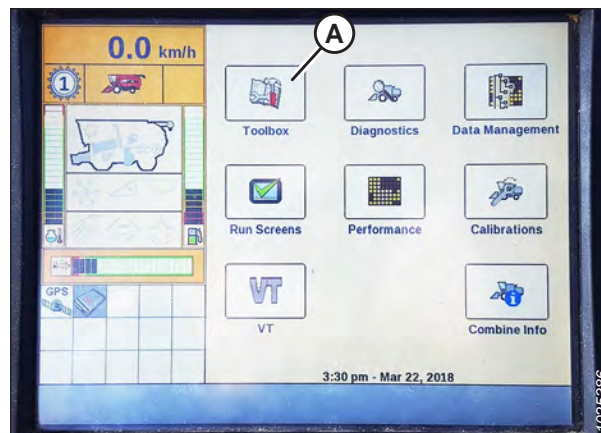 A
0.0 km/h
1
Toolbox
Diagnostics
Data Management
Run Screens
Performance
Calibrations
GPS
VT
VT
Combine Info
3:30 pm - Mar 22, 2018